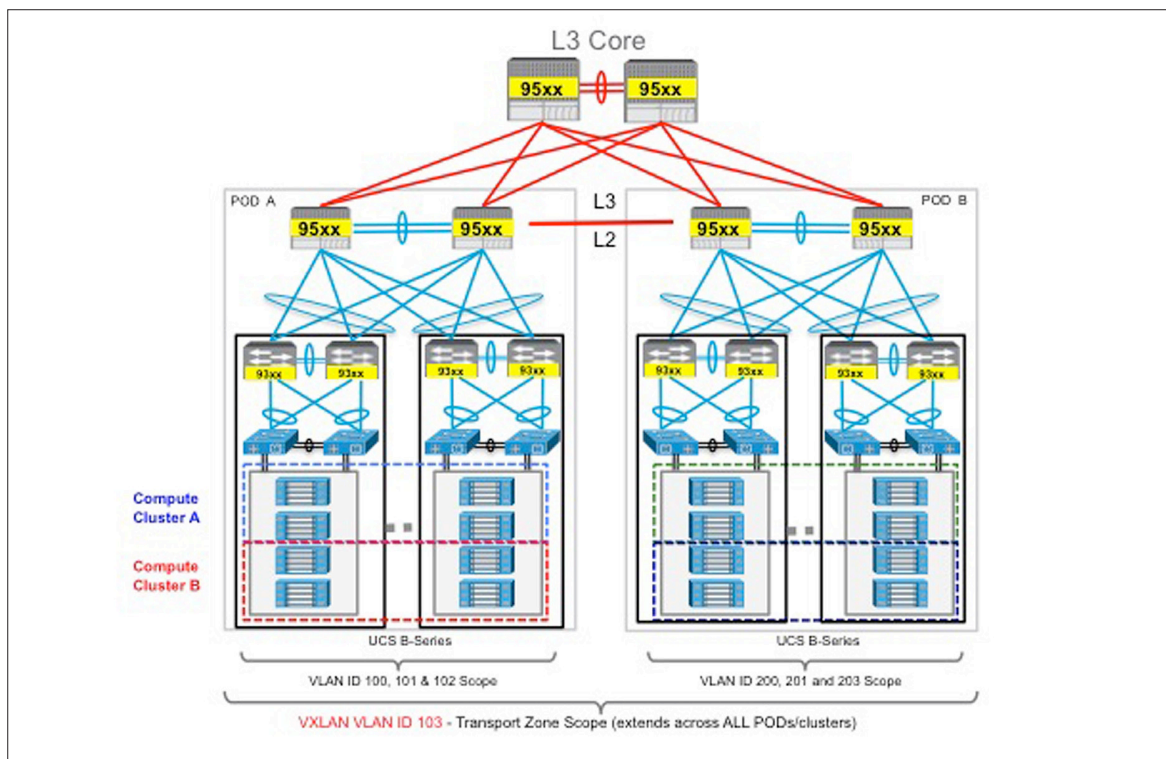 L3 Core
95xx 95xx
POD A
L3
POD B
95xx 95xx
L2
95xx 95xx
93xx 93xx 93xx 93xx
93xx 93xx 93xx 93xx
Compute
Cluster A
Compute
Cluster B
UCS B-Series
UCS B-Series
VLAN ID 100, 101 & 102 Scope
VLAN ID 200, 201 and 203 Scope
VXLAN VLAN ID 103 - Transport Zone Scope (extends across ALL PODs/clusters)